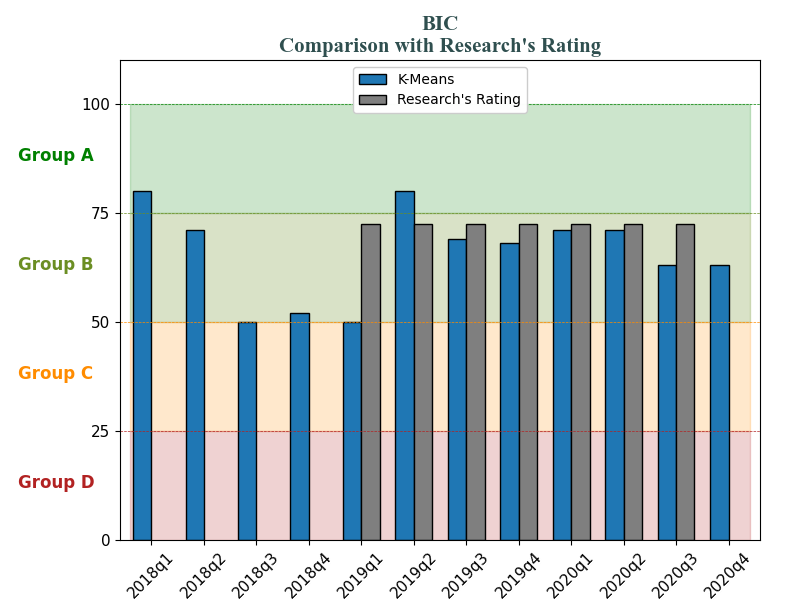 BIC
Comparison with Research's Rating
K-Means
Research's Rating
100
Group A
75
Group B
50
Group C
25
Group D
0
2018q1
2018q2
2018q3
2018q4
2019q1
2019q2
2019q3
2019q4
2020q1
2020q2
2020q3
2020q4